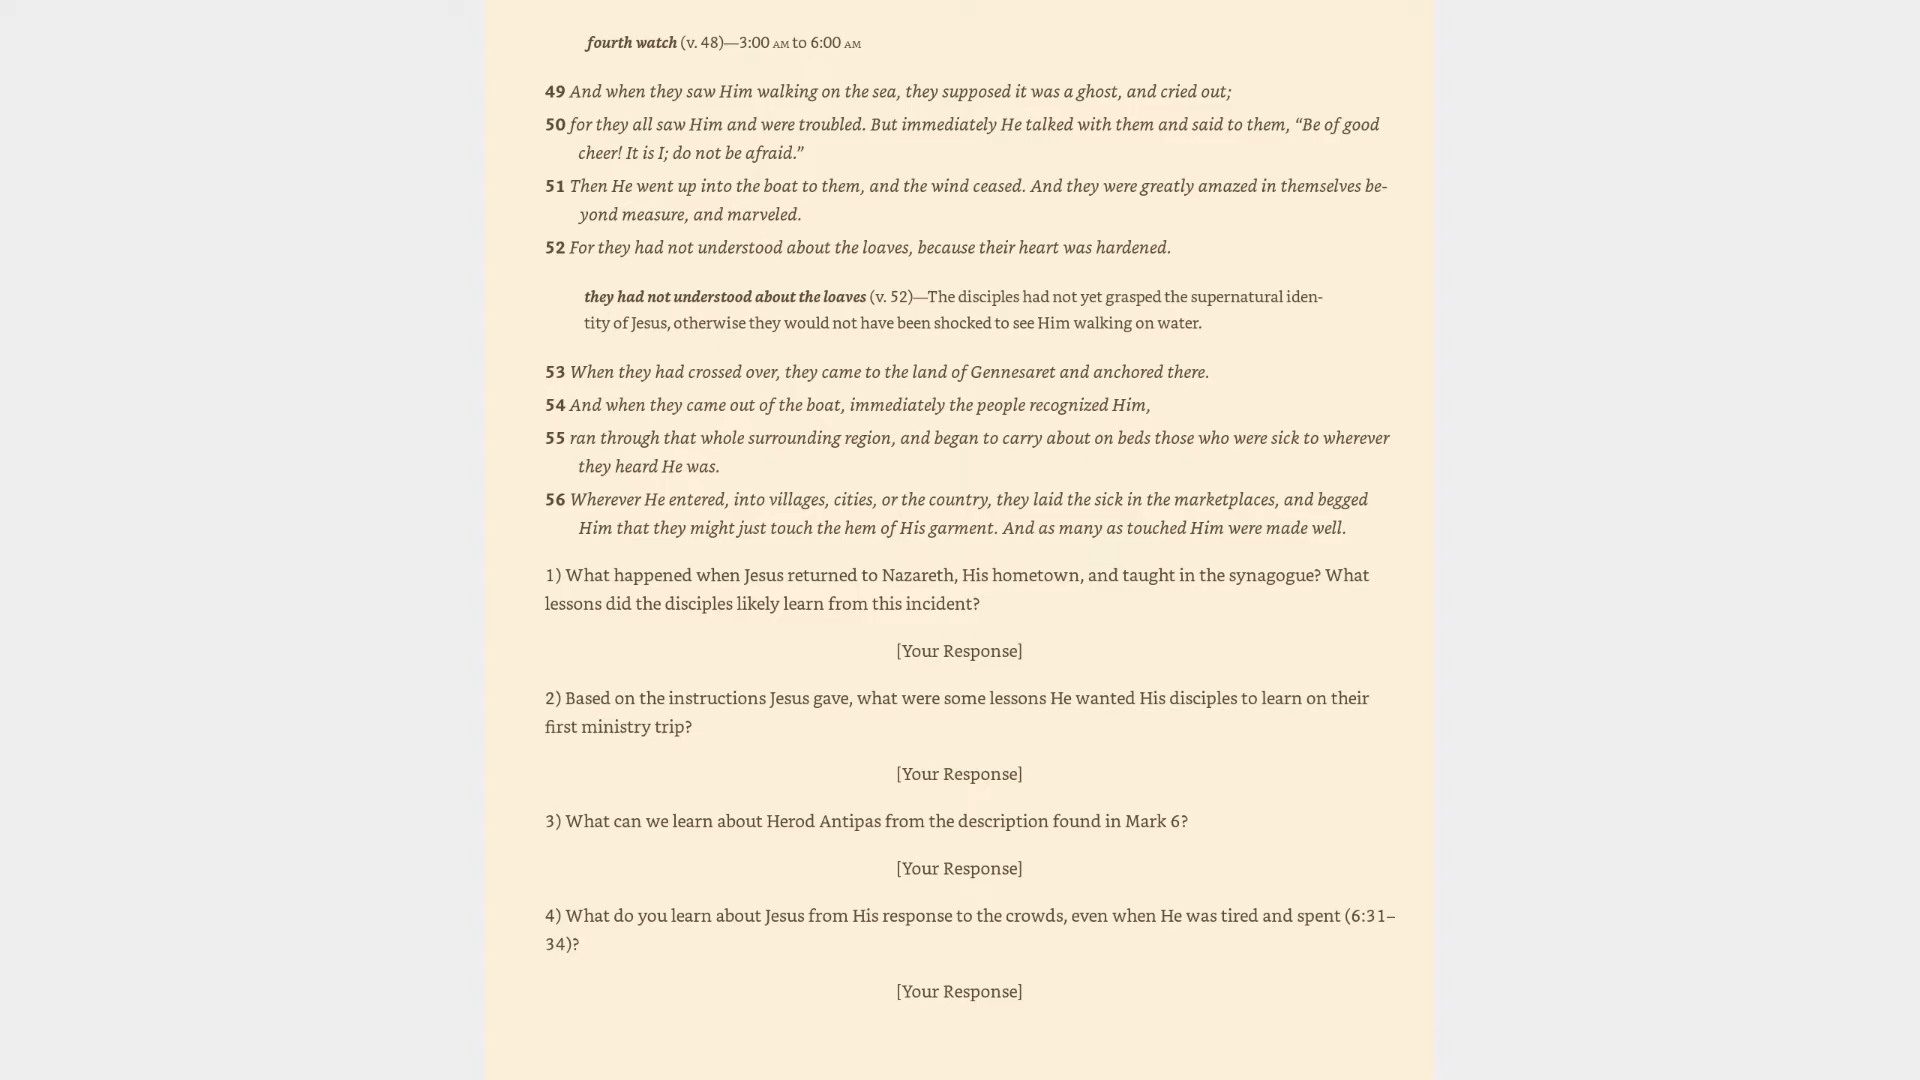 fourth watch (v. 48)—3:00 AM to 6:00 AM
49 And when they saw Him walking on the sea, they supposed it was a ghost, and cried out;
50 for they all saw Him and were troubled. But immediately He talked with them and said to them, “Be of good
cheer! It is I; do not be afraid.”
51 Then He went up into the boat to them, and the wind ceased. And they were greatly amazed in themselves be-
yond measure, and marveled.
52 For they had not understood about the loaves, because their heart was hardened.
they had not understood about the loaves (v. 52)—The disciples had not yet grasped the supernatural iden-
tity of Jesus, otherwise they would not have been shocked to see Him walking on water.
53 When they had crossed over, they came to the land of Gennesaret and anchored there.
54 And when they came out of the boat, immediately the people recognized Him,
55 ran through that whole surrounding region, and began to carry about on beds those who were sick to wherever
they heard He was.
56 Wherever He entered, into villages, cities, or the country, they laid the sick in the marketplaces, and begged
Him that they might just touch the hem of His garment. And as many as touched Him were made well.
1) What happened when Jesus returned to Nazareth, His hometown, and taught in the synagogue? What
lessons did the disciples likely learn from this incident?
[Your Response]
2) Based on the instructions Jesus gave, what were some lessons He wanted His disciples to learn on their
first ministry trip?
[Your Response]
3) What can we learn about Herod Antipas from the description found in Mark 6?
[Your Response]
4) What do you learn about Jesus from His response to the crowds, even when He was tired and spent (6:31–
34)?
[Your Response]